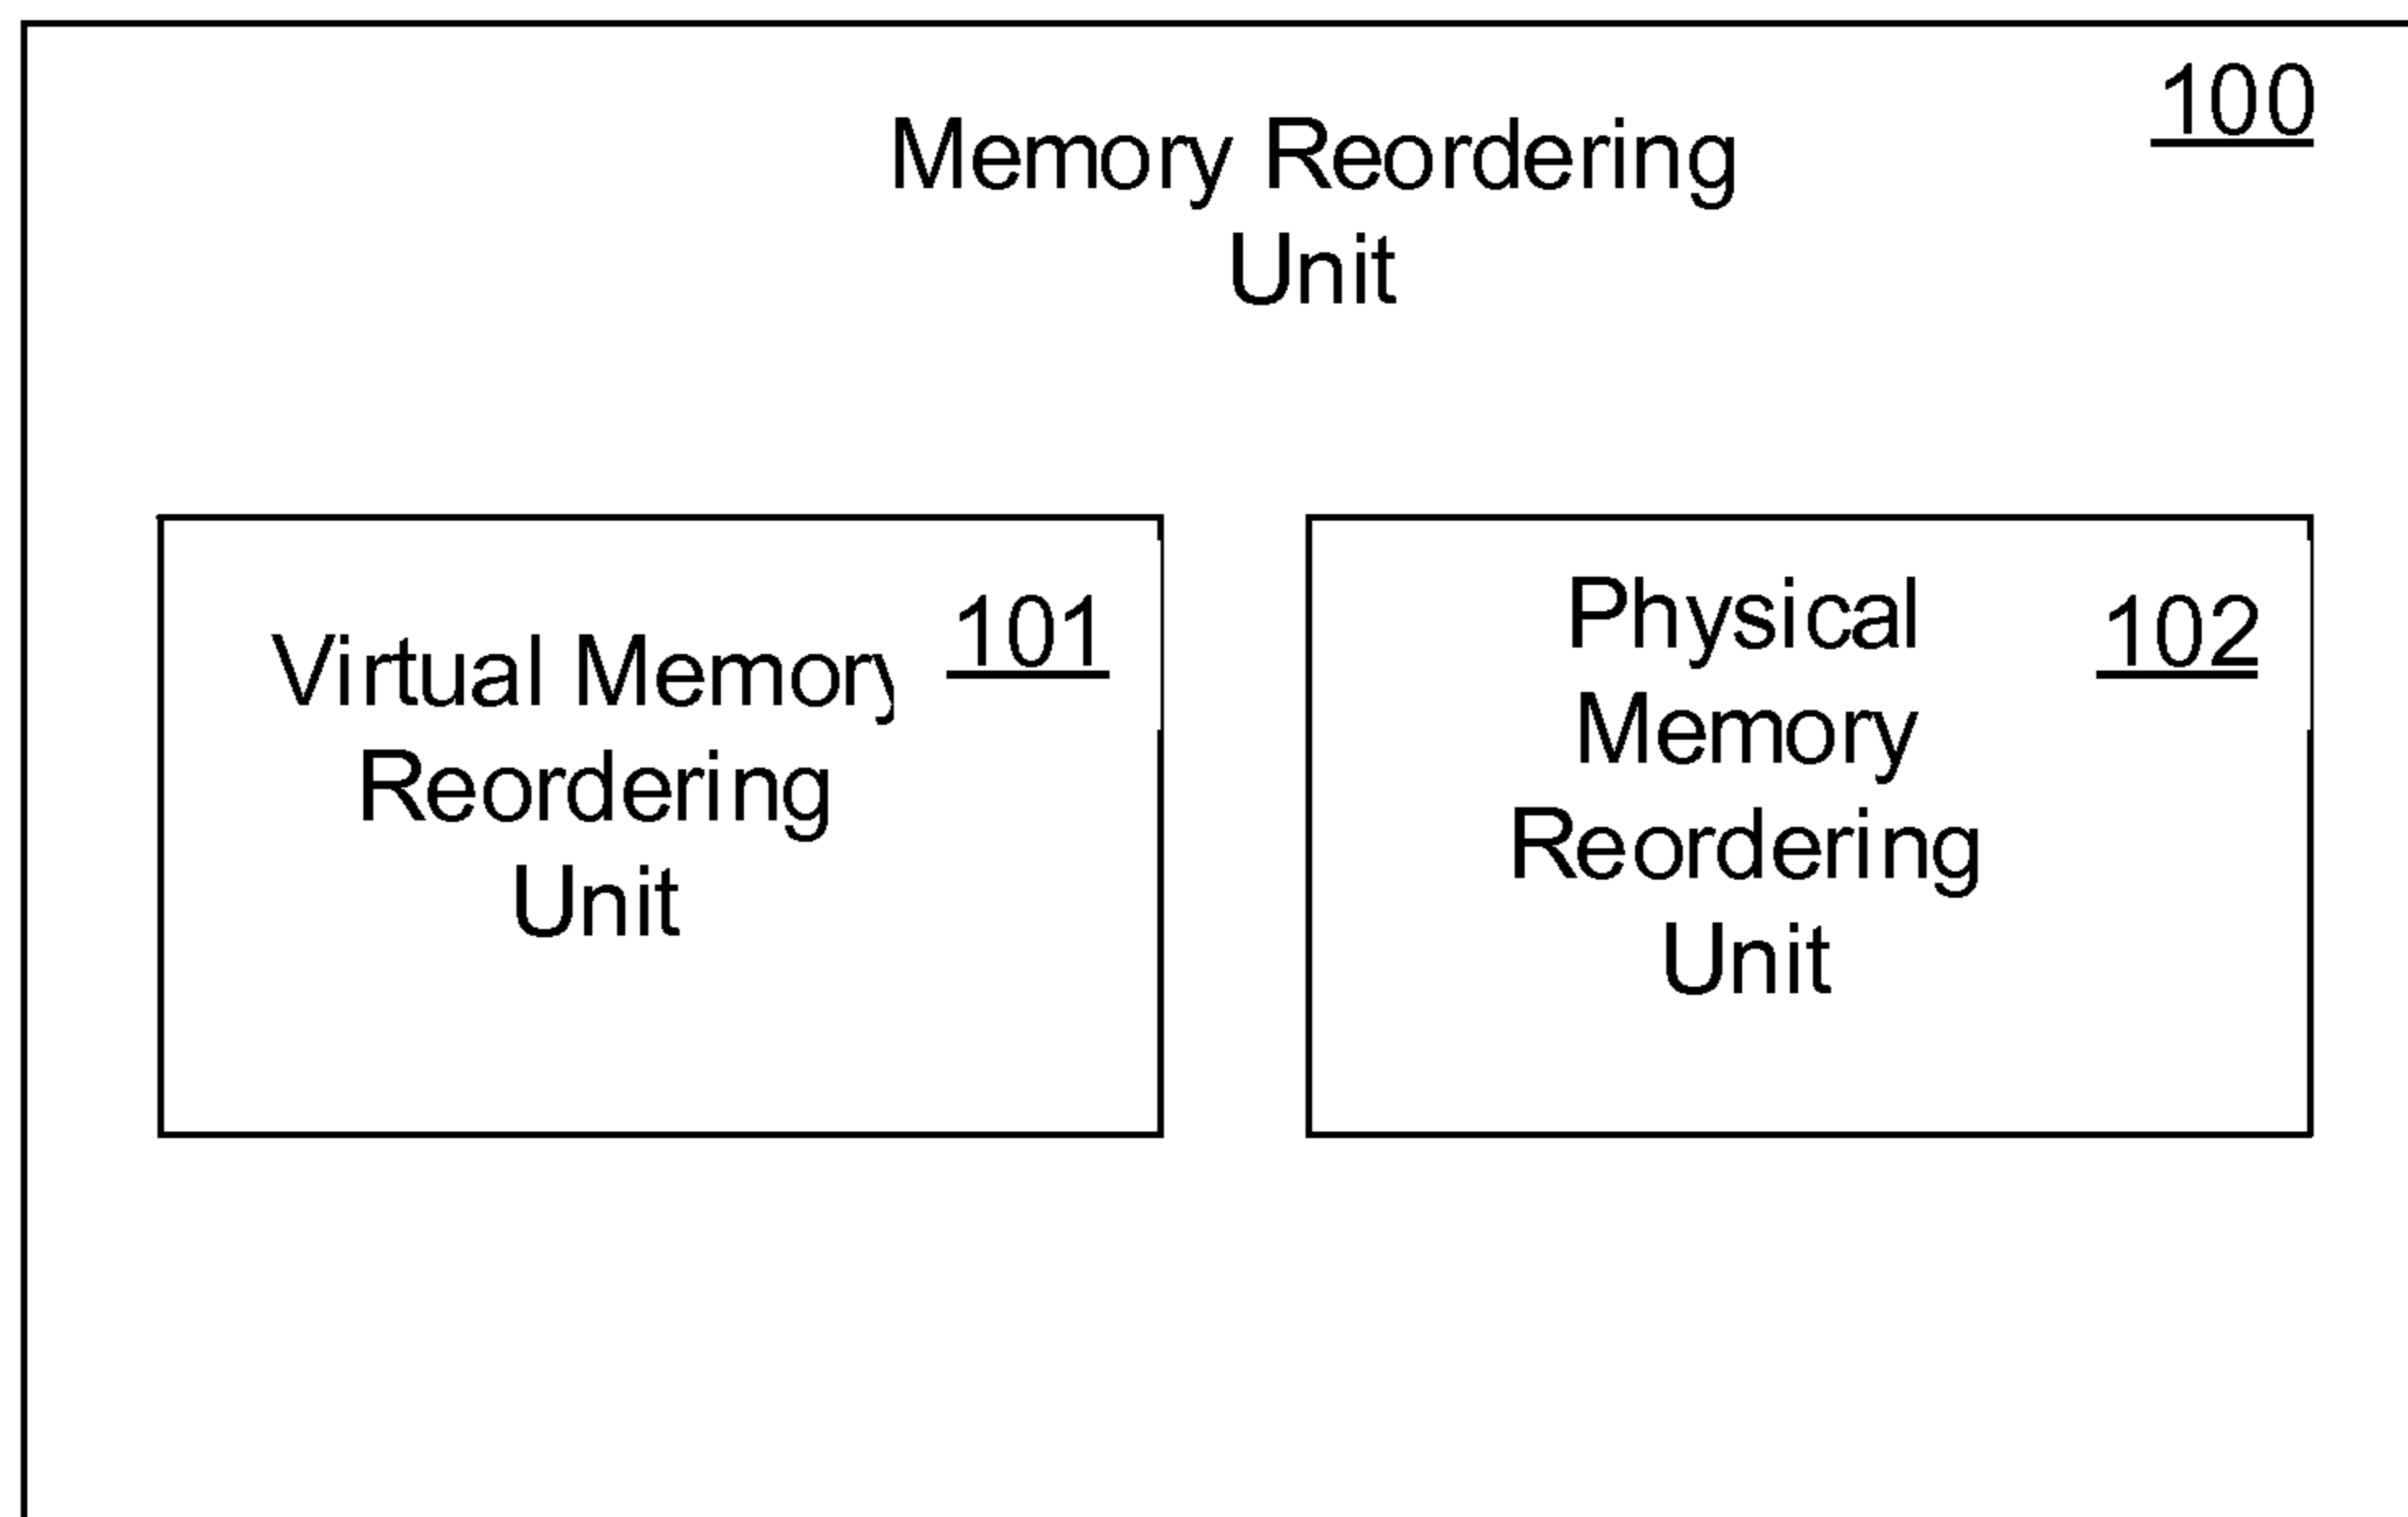 100
Memory Reordering
Unit
101
Virtual Memory
Reordering
Unit
102
Physical
Memory
Reordering
Unit